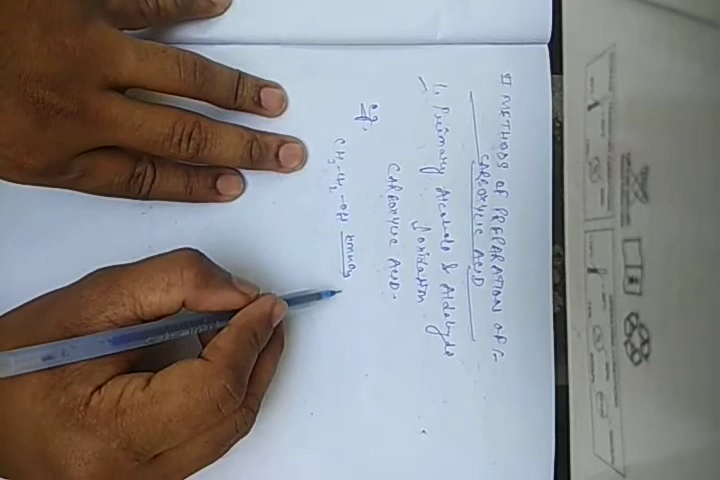 II METHODS OF PREPARATION OF :-
CARBOXYLIC ACID
1. Primary Alcohols & Aldehyde
↓ oxidation
CARBOXYLIC ACID.
eg.
CH3-CH2-OH KMnO4